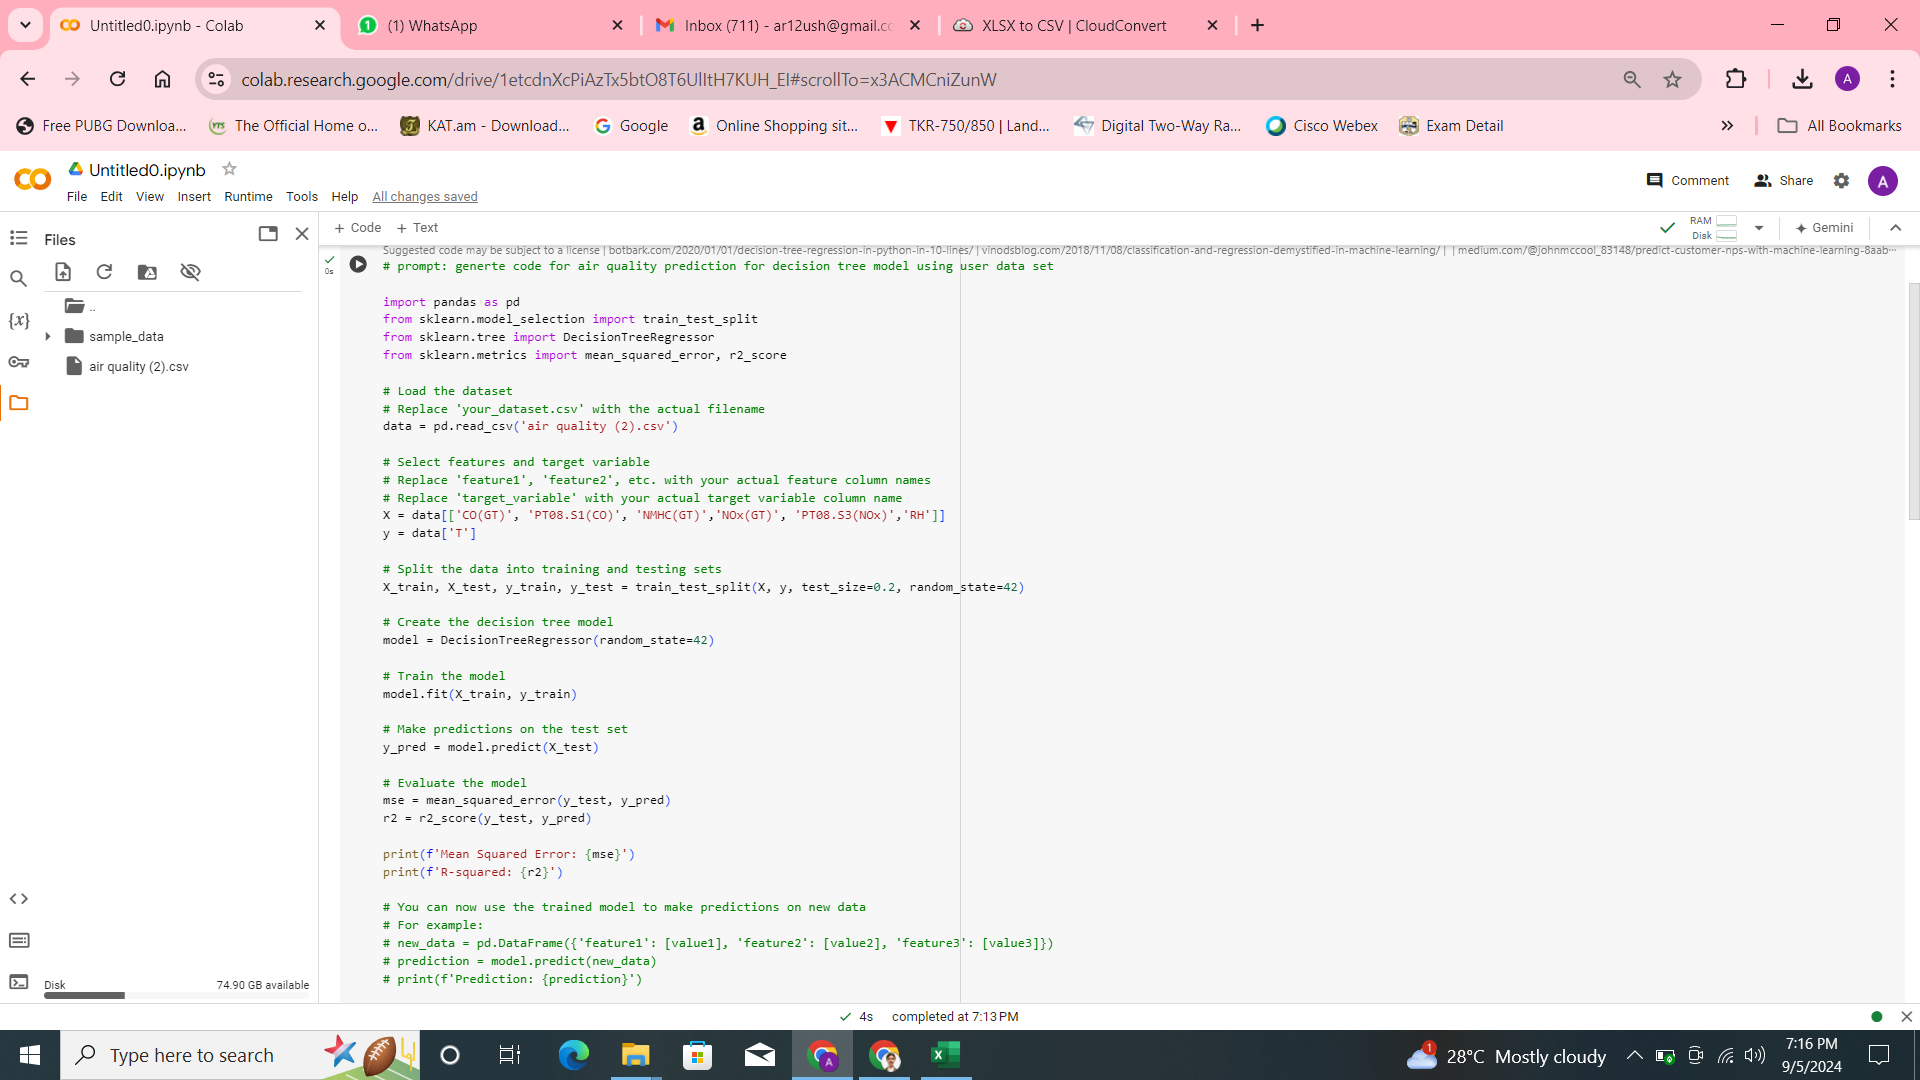 Untitled0.ipynb - Colab
(1) WhatsApp
Inbox (711) - ar12ush@gmail.co
XLSX to CSV | CloudConvert
colab.research.google.com/drive/1etcdnXcPiAzTx5btO8T6UlItH7KUH_EI#scrollTo=x3ACMCniZunW
A
Free PUBG Downloa...
The Official Home o...
KAT.am - Download...
Google
Online Shopping sit...
TKR-750/850 | Land...
Digital Two-Way Ra...
Cisco Webex
Exam Detail
All Bookmarks
Untitled0.ipynb
File Edit View Insert Runtime Tools Help All changes saved
Comment
Share
A
Files
+ Code + Text
RAM
Disk
Gemini
..
sample_data
air quality (2).csv
Disk
74.90 GB available
0s
Suggested code may be subject to a license | botbark.com/2020/01/01/decision-tree-regression-in-python-in-10-lines/ | vinodsblog.com/2018/11/08/classification-and-regression-demystified-in-machine-learning/ | | medium.com/@johnmccool_83148/predict-customer-nps-with-machine-learning-8aab...
# prompt: generte code for air quality prediction for decision tree model using user data set
import pandas as pd
from sklearn.model_selection import train_test_split
from sklearn.tree import DecisionTreeRegressor
from sklearn.metrics import mean_squared_error, r2_score
# Load the dataset
# Replace 'your_dataset.csv' with the actual filename
data = pd.read_csv('air quality (2).csv')
# Select features and target variable
# Replace 'feature1', 'feature2', etc. with your actual feature column names
# Replace 'target_variable' with your actual target variable column name
X = data[['CO(GT)', 'PT08.S1(CO)', 'NMHC(GT)','NOx(GT)', 'PT08.S3(NOx)','RH']]
y = data['T']
# Split the data into training and testing sets
X_train, X_test, y_train, y_test = train_test_split(X, y, test_size=0.2, random_state=42)
# Create the decision tree model
model = DecisionTreeRegressor(random_state=42)
# Train the model
model.fit(X_train, y_train)
# Make predictions on the test set
y_pred = model.predict(X_test)
# Evaluate the model
mse = mean_squared_error(y_test, y_pred)
r2 = r2_score(y_test, y_pred)
print(f'Mean Squared Error: {mse}')
print(f'R-squared: {r2}')
# You can now use the trained model to make predictions on new data
# For example:
# new_data = pd.DataFrame({'feature1': [value1], 'feature2': [value2], 'feature3': [value3]})
# prediction = model.predict(new_data)
# print(f'Prediction: {prediction}')
4s completed at 7:13 PM
Type here to search
28°C Mostly cloudy
7:16 PM
9/5/2024